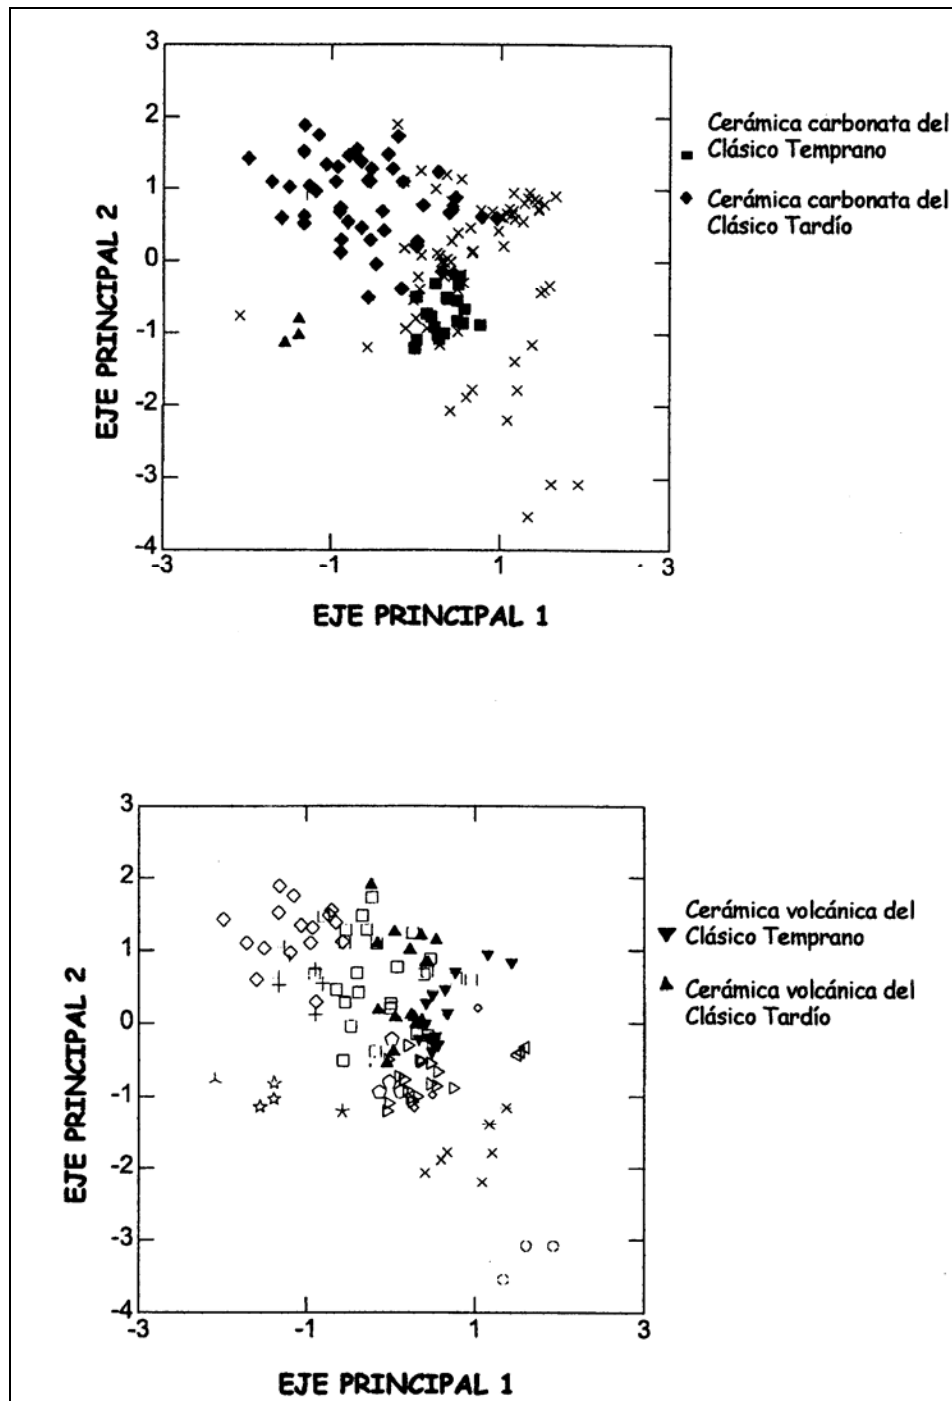 3
2
1
0
-1
-2
-3
-4
-3
-1
1
3
EJE PRINCIPAL 2
EJE PRINCIPAL 1
Cerámica carbonata del
Clásico Temprano
Cerámica carbonata del
Clásico Tardío
3
2
1
0
-1
-2
-3
-4
-3
-1
1
3
EJE PRINCIPAL 2
EJE PRINCIPAL 1
Cerámica volcánica del
Clásico Temprano
Cerámica volcánica del
Clásico Tardío